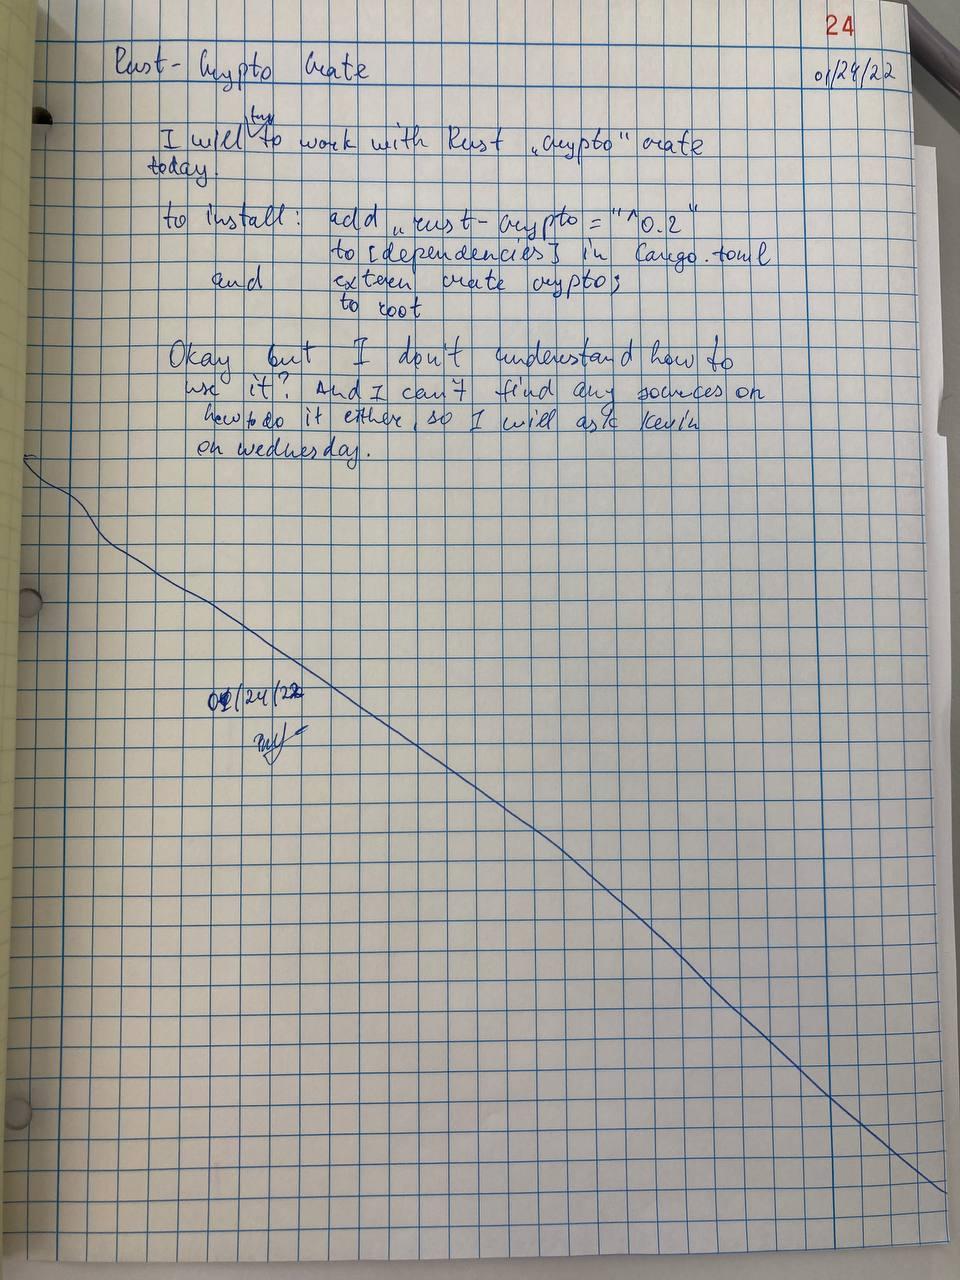 24
Rust-Crypto Crate
01/24/22
try
I will to work with Rust „Crypto" crate
today.
to install: add „rust-crypto = "^0.2"
to [dependencies] in Cargo.toml
and extern crate crypto;
to root
Okay but I don't understand how to
use it? And I can't find any sources on
how to do it either, so I will ask Kevin
on wednesday.
01/24/22